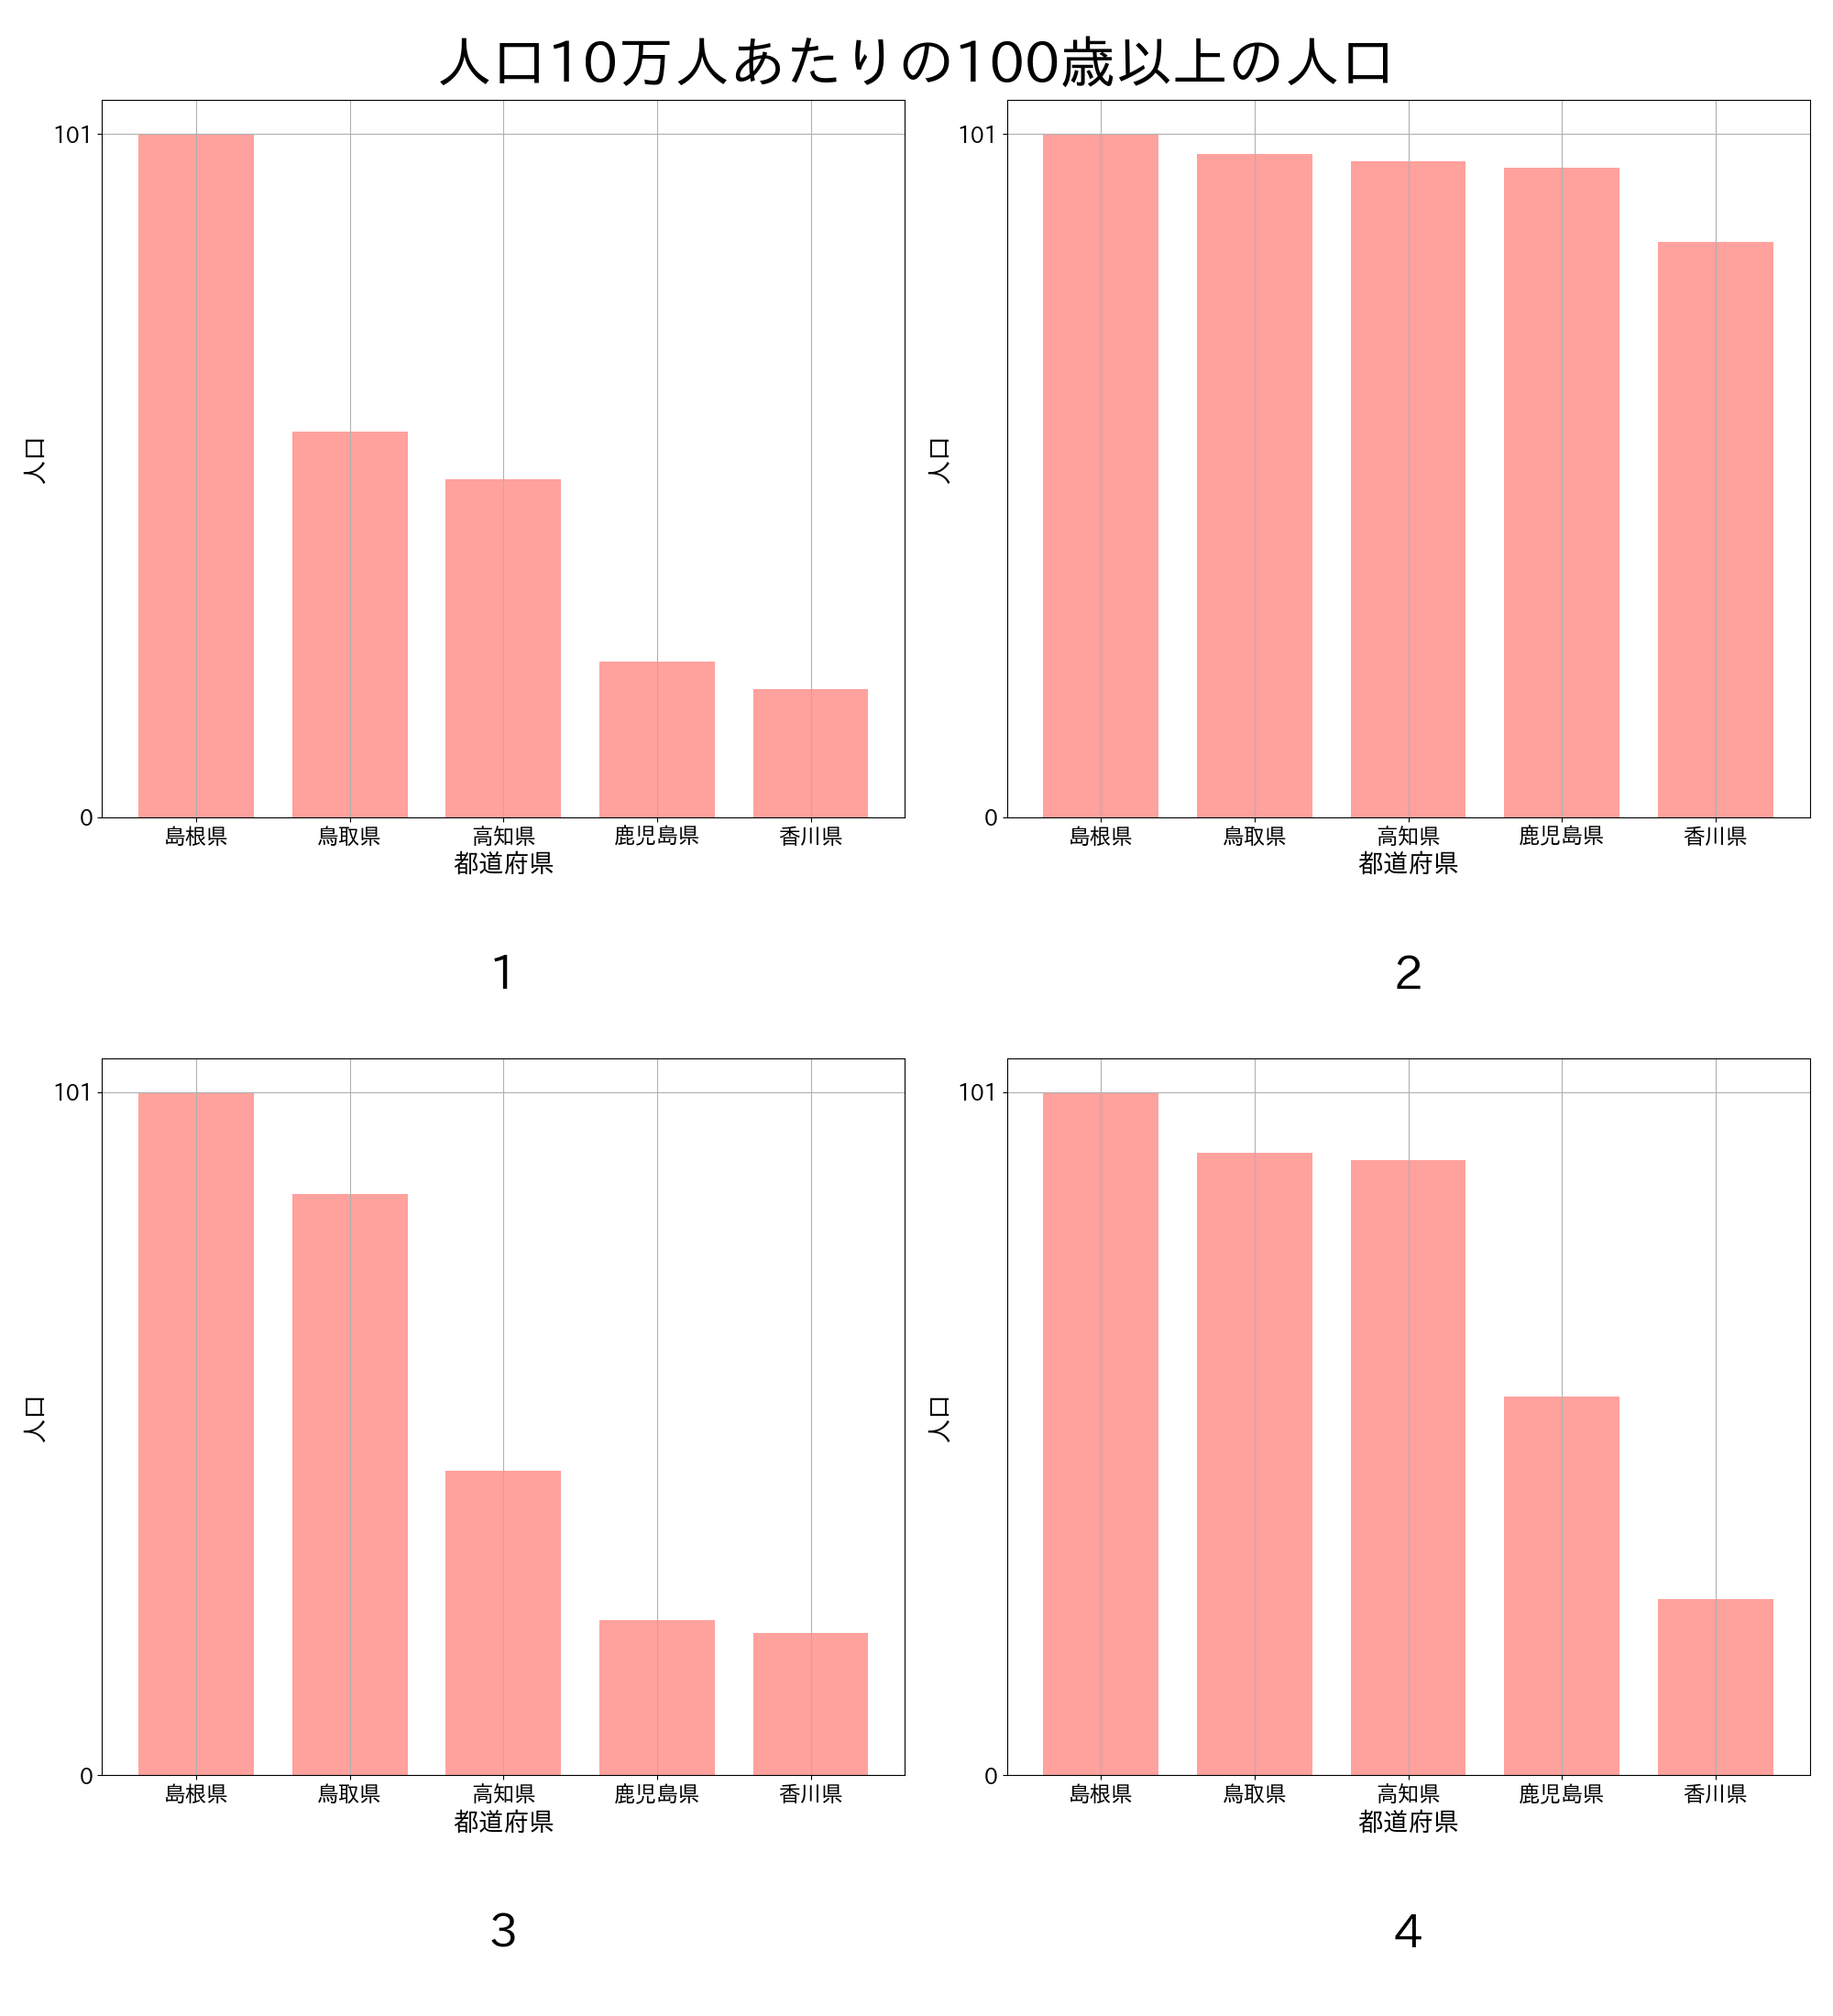 人口10万人あたりの100歳以上の人口
101
0
人口
島根県 鳥取県 高知県 鹿児島県 香川県
都道府県
1
101
0
人口
島根県 鳥取県 高知県 鹿児島県 香川県
都道府県
2
101
0
人口
島根県 鳥取県 高知県 鹿児島県 香川県
都道府県
3
101
0
人口
島根県 鳥取県 高知県 鹿児島県 香川県
都道府県
4